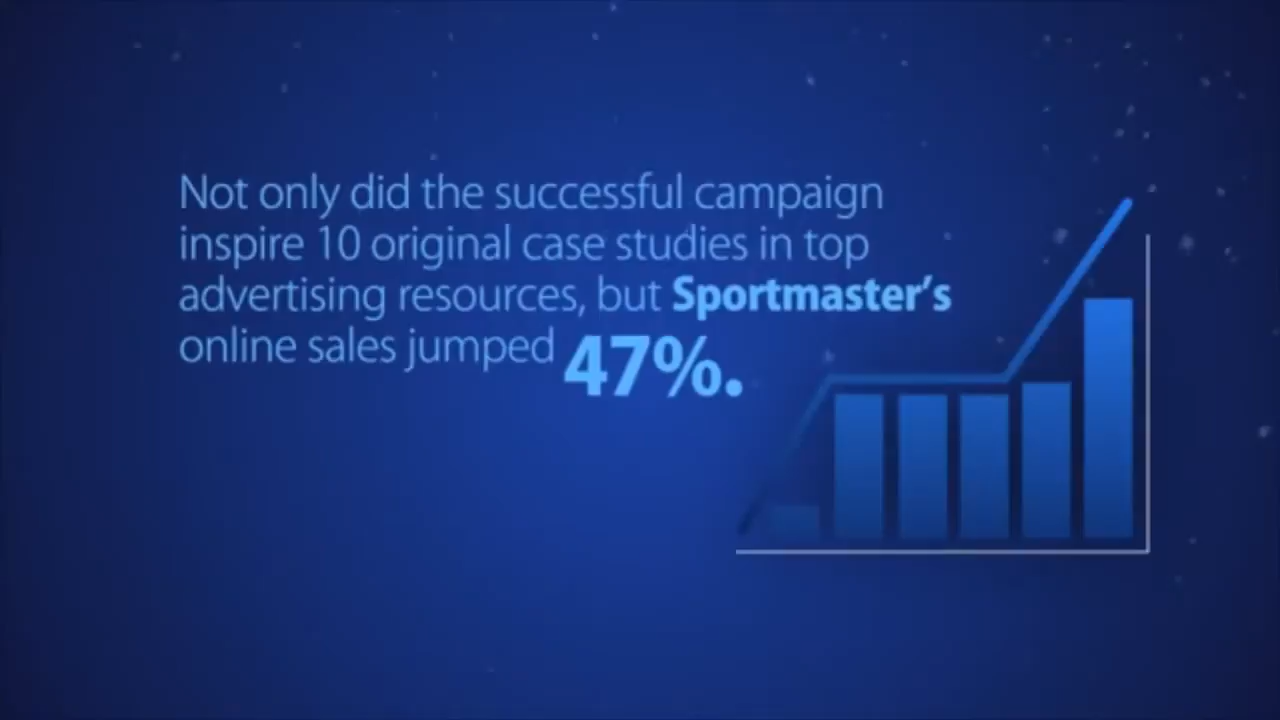 Not only did the successful campaign
inspire 10 original case studies in top
advertising resources, but Sportmaster’s
online sales jumped 47%.